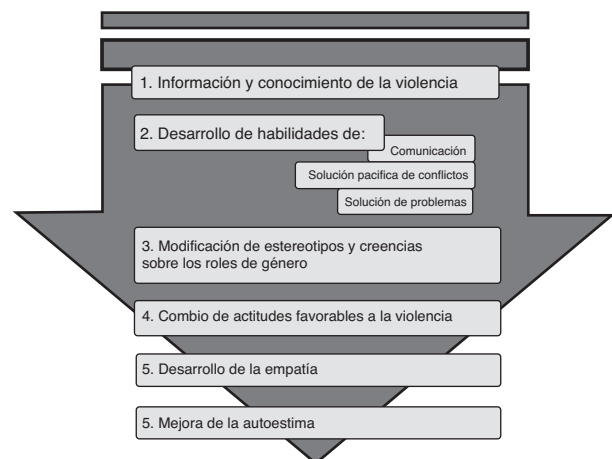 1. Información y conocimiento de la violencia
2. Desarrollo de habilidades de:
Comunicación
Solución pacifica de conflictos
Solución de problemas
3. Modificación de estereotipos y creencias
sobre los roles de género
4. Combio de actitudes favorables a la violencia
5. Desarrollo de la empatía
5. Mejora de la autoestima